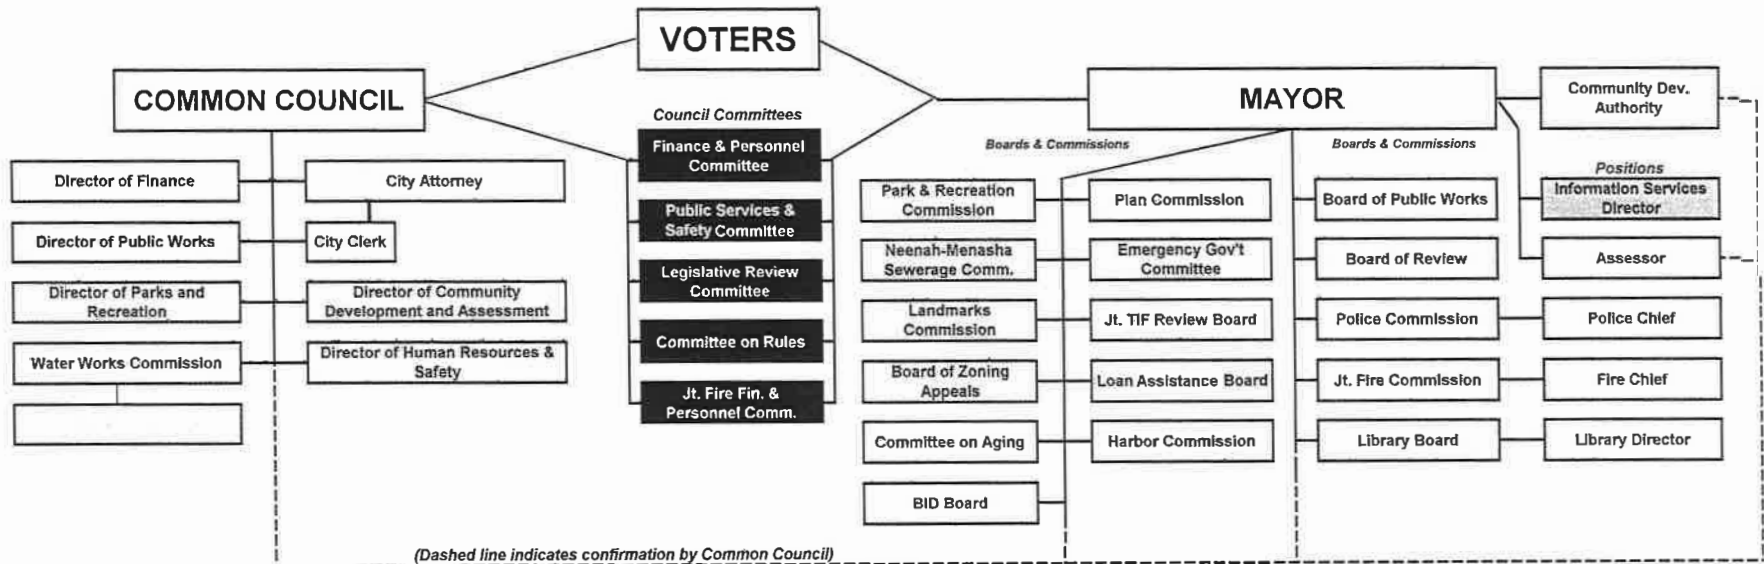 VOTERS
COMMON COUNCIL
MAYOR
Community Dev.
Authority
Council Committees
Finance & Personnel
Committee
Public Services &
Safety Committee
Legislative Review
Committee
Committee on Rules
Jt. Fire Fin. &
Personnel Comm.
Director of Finance
City Attorney
Director of Public Works
City Clerk
Director of Parks and
Recreation
Director of Community
Development and Assessment
Water Works Commission
Director of Human Resources &
Safety
Boards & Commissions
Park & Recreation
Commission
Plan Commission
Neenah-Menasha
Sewerage Comm.
Emergency Gov't
Committee
Landmarks
Commission
Jt. TIF Review Board
Board of Zoning
Appeals
Loan Assistance Board
Committee on Aging
Harbor Commission
BID Board
Boards & Commissions
Board of Public Works
Board of Review
Police Commission
Police Chief
Jt. Fire Commission
Fire Chief
Library Board
Library Director
Positions
Information Services
Director
Assessor
(Dashed line indicates confirmation by Common Council)